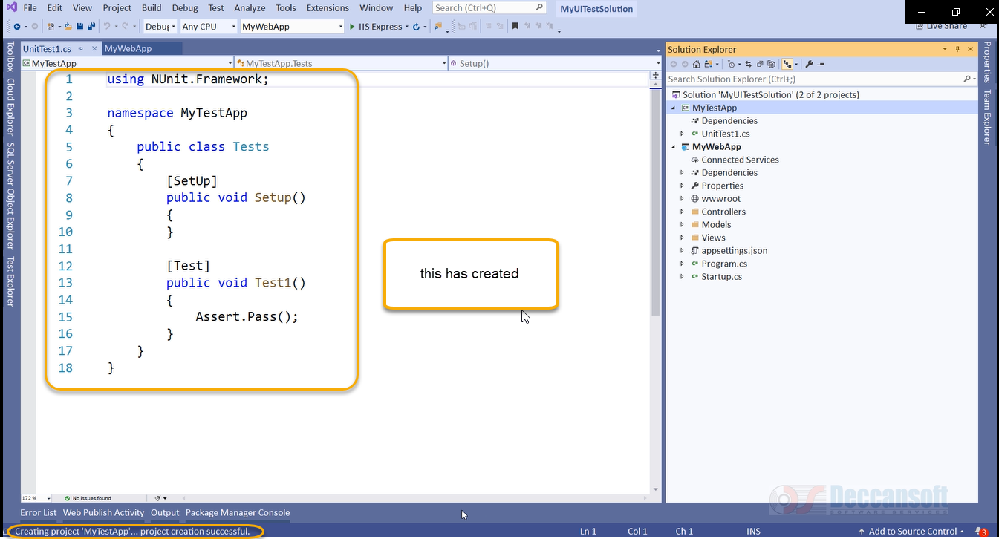 File Edit View Project Build Debug Test Analyze Tools Extensions Window Help Search (Ctrl+Q) MyUITestSolution
Debug Any CPU MyWebApp IIS Express Live Share
UnitTest1.cs MyWebApp
MyTestApp MyTestApp.Tests Setup()
Toolbox
Cloud Explorer
SQL Server Object Explorer
Test Explorer
1 using NUnit.Framework;
2
3 namespace MyTestApp
4 {
5 public class Tests
6 {
7 [SetUp]
8 public void Setup()
9 {
10 }
11
12 [Test]
13 public void Test1()
14 {
15 Assert.Pass();
16 }
17 }
18 }
this has created
Solution Explorer
Search Solution Explorer (Ctrl+;)
Solution 'MyUITestSolution' (2 of 2 projects)
MyTestApp
Dependencies
UnitTest1.cs
MyWebApp
Connected Services
Dependencies
Properties
wwwroot
Controllers
Models
Views
appsettings.json
Program.cs
Startup.cs
Properties
Team Explorer
Deccansoft
SOFTWARE SERVICES
172 % No issues found
Error List Web Publish Activity Output Package Manager Console
Creating project 'MyTestApp'... project creation successful. Ln 1 Col 1 Ch 1 INS Add to Source Control 3